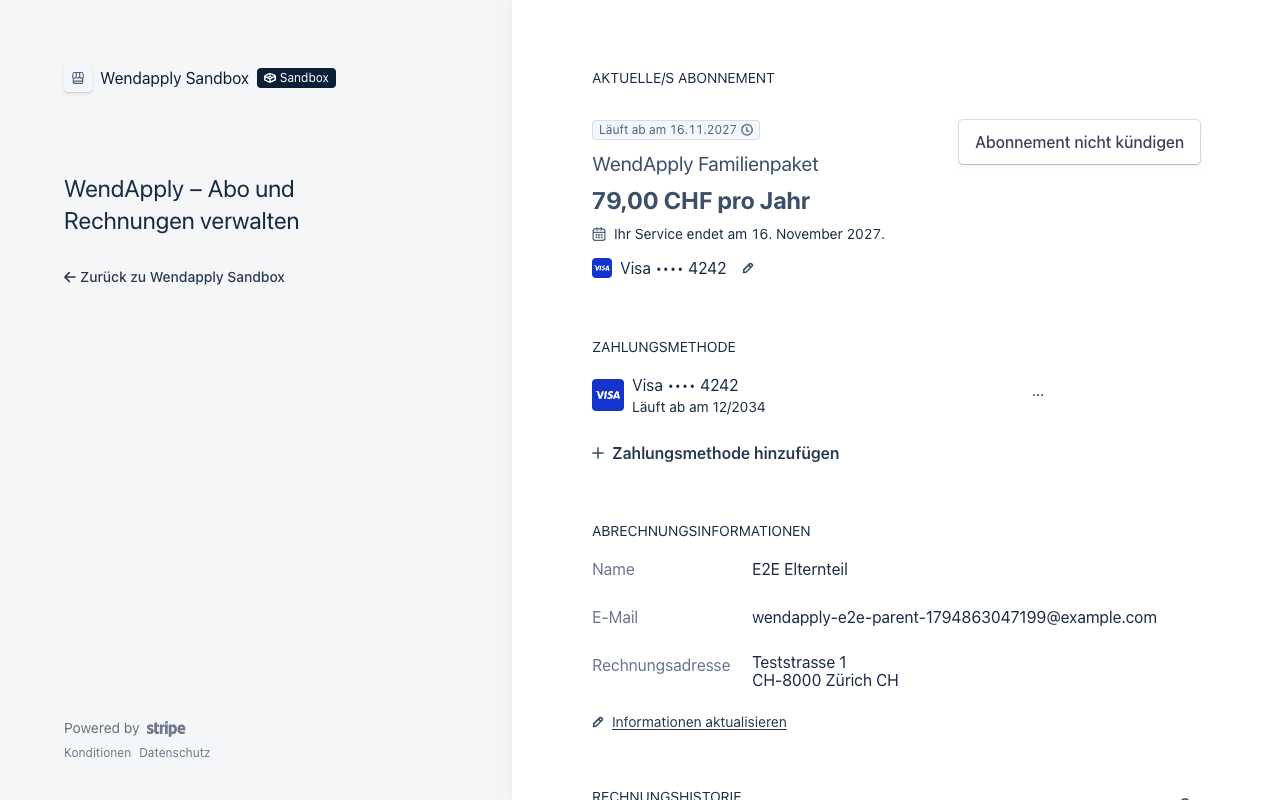 Wendapply Sandbox Sandbox
WendApply – Abo und
Rechnungen verwalten
Zurück zu Wendapply Sandbox
Powered by stripe
Konditionen Datenschutz
AKTUELLE/S ABONNEMENT
Läuft ab am 16.11.2027
Abonnement nicht kündigen
WendApply Familienpaket
79,00 CHF pro Jahr
Ihr Service endet am 16. November 2027.
VISA Visa •••• 4242
ZAHLUNGSMETHODE
VISA Visa •••• 4242
Läuft ab am 12/2034
...
Zahlungsmethode hinzufügen
ABRECHNUNGSINFORMATIONEN
Name E2E Elternteil
E-Mail wendapply-e2e-parent-1794863047199@example.com
Rechnungsadresse Teststrasse 1
CH-8000 Zürich CH
Informationen aktualisieren
RECHNUNGSHISTORIE